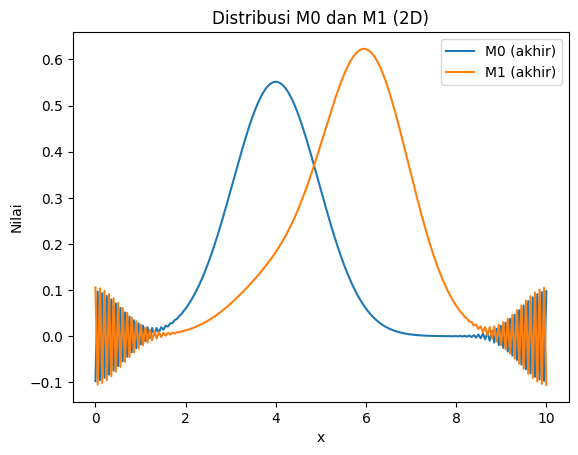 Distribusi M0 dan M1 (2D)
M0 (akhir)
M1 (akhir)
Nilai
0.6
0.5
0.4
0.3
0.2
0.1
0.0
−0.1
0 2 4 6 8 10
x